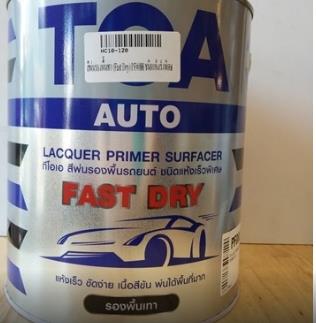 TOA
HC10-120
AUTO
LACQUER PRIMER SURFACER
ทีโอเอ สีพ่นรองพื้นรถยนต์ ชนิดแห้งเร็วพิเศษ
FAST DRY
แห้งเร็ว ขัดง่าย เนื้อสีข้น พ่นได้พื้นที่มาก
รองพื้นเทา